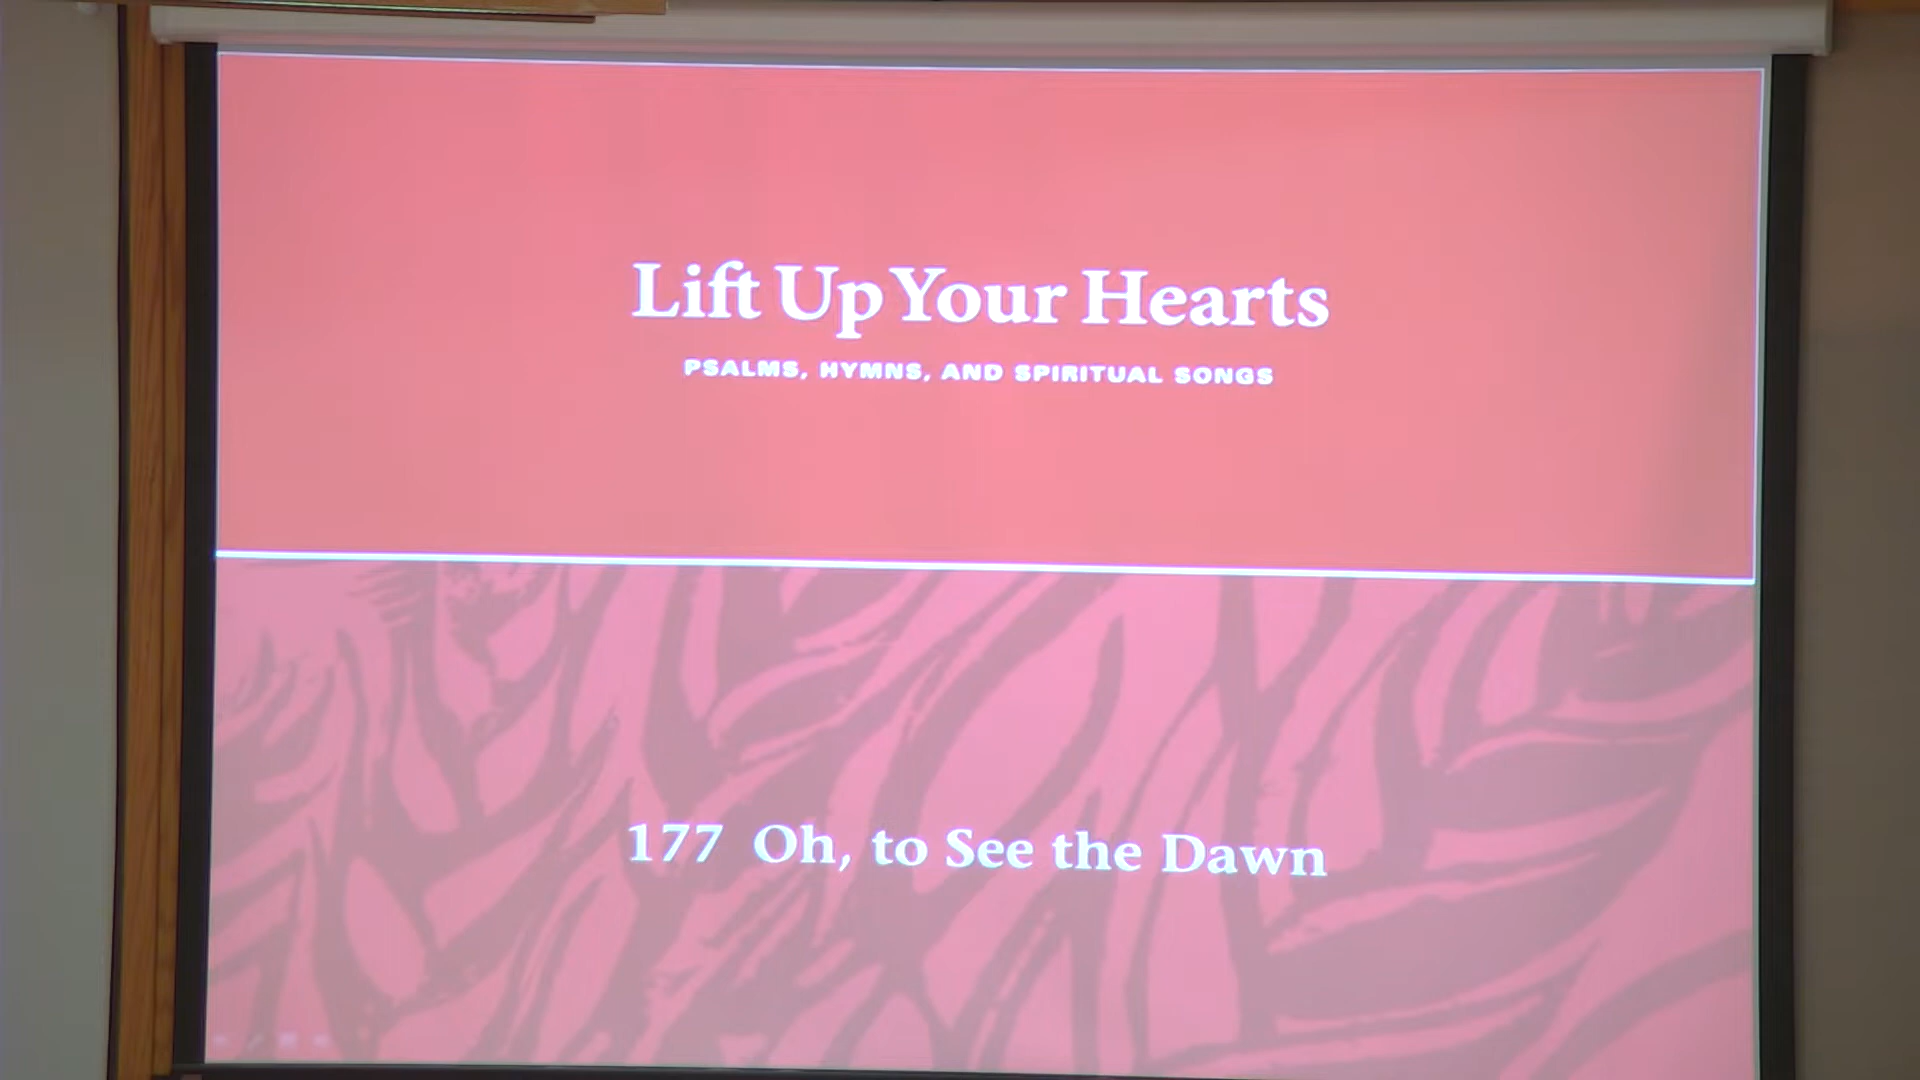 Lift Up Your Hearts
PSALMS, HYMNS, AND SPIRITUAL SONGS
177 Oh, to See the Dawn